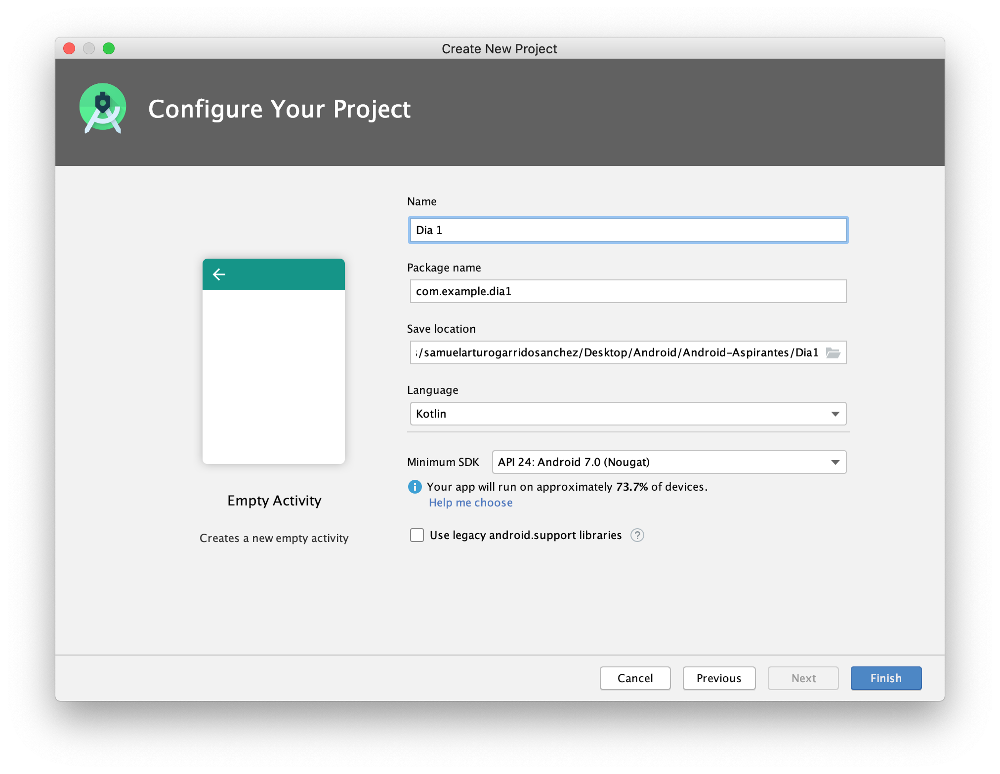 Create New Project
Configure Your Project
Name
Dia 1
Package name
com.example.dia1
Save location
/samuelarturogarridosanchez/Desktop/Android/Android-Aspirantes/Dia1
Language
Kotlin
Minimum SDK API 24: Android 7.0 (Nougat)
Your app will run on approximately 73.7% of devices.
Help me choose
Use legacy android.support libraries ?
Empty Activity
Creates a new empty activity
Cancel Previous Next Finish